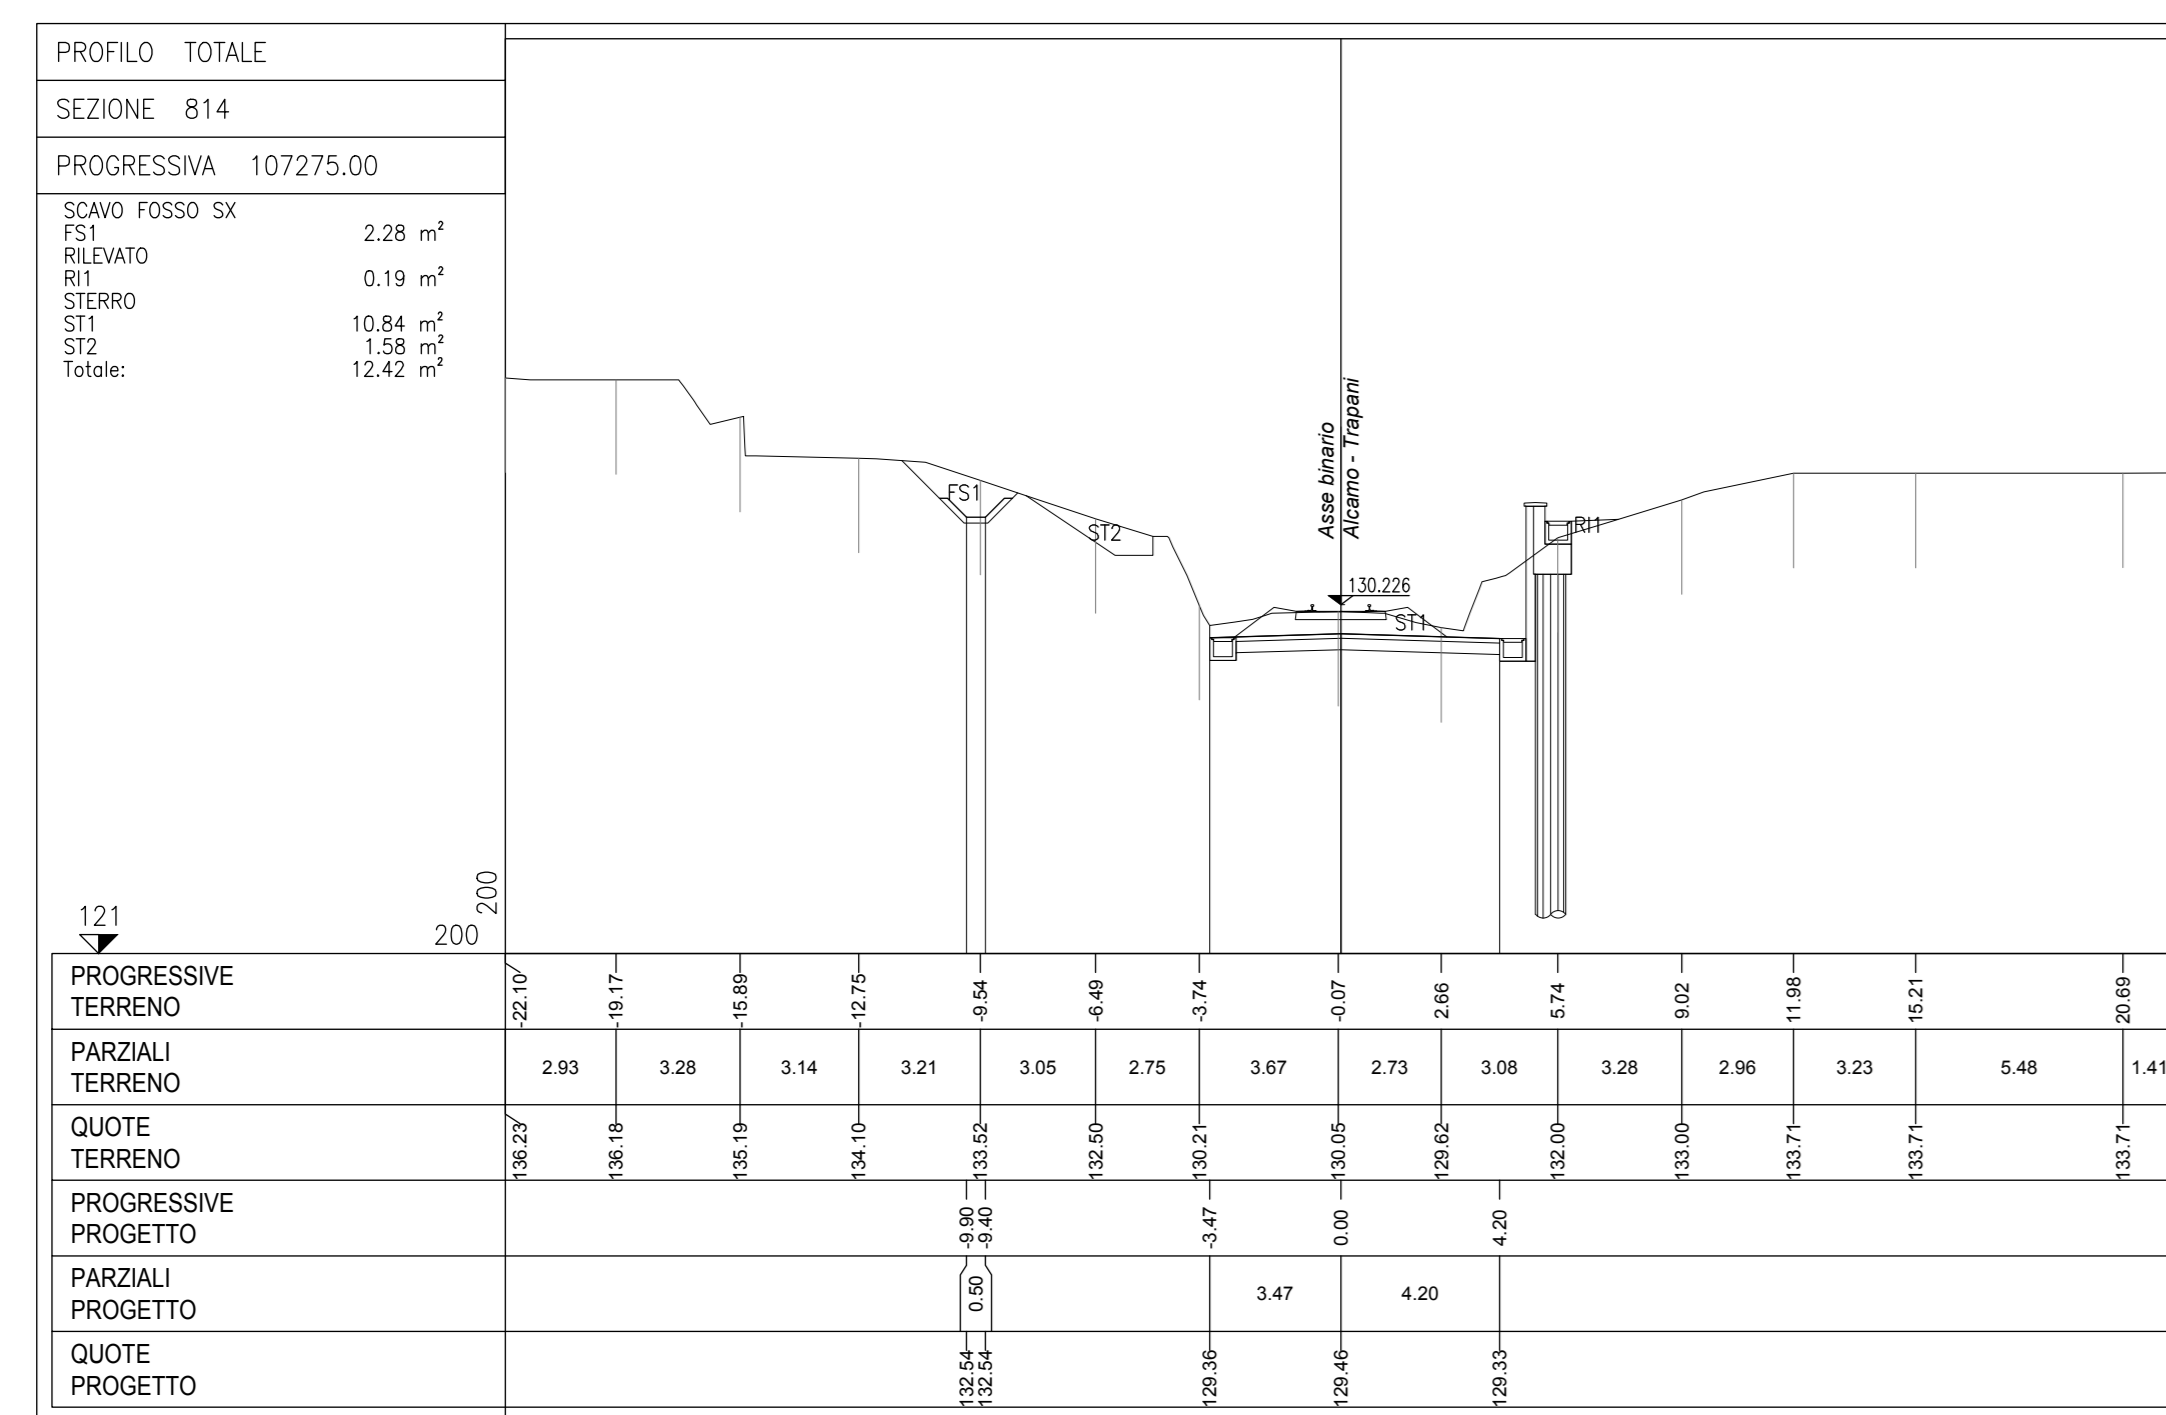 PROFILO TOTALE
SEZIONE 814
PROGRESSIVA 107275.00
SCAVO FOSSO SX
FS1 2.28 m²
RILEVATO
RI1 0.19 m²
STERRO
ST1 10.84 m²
ST2 1.58 m²
Totale: 12.42 m²
Asse binario
Alcamo - Trapani
FS1
ST2
RI1
130.226
ST1
200
121
200
PROGRESSIVE
TERRENO
-22.10 -19.17 -15.89 -12.75 -9.54 -6.49 -3.74 -0.07 2.66 5.74 9.02 11.98 15.21 20.69
PARZIALI
TERRENO
2.93 3.28 3.14 3.21 3.05 2.75 3.67 2.73 3.08 3.28 2.96 3.23 5.48 1.41
QUOTE
TERRENO
136.23 136.18 135.19 134.10 133.52 132.50 130.21 130.05 129.62 132.00 133.00 133.71 133.71 133.71
PROGRESSIVE
PROGETTO
-9.90 -9.40 -3.47 0.00 4.20
PARZIALI
PROGETTO
0.50 3.47 4.20
QUOTE
PROGETTO
132.54 132.54 129.36 129.46 129.33